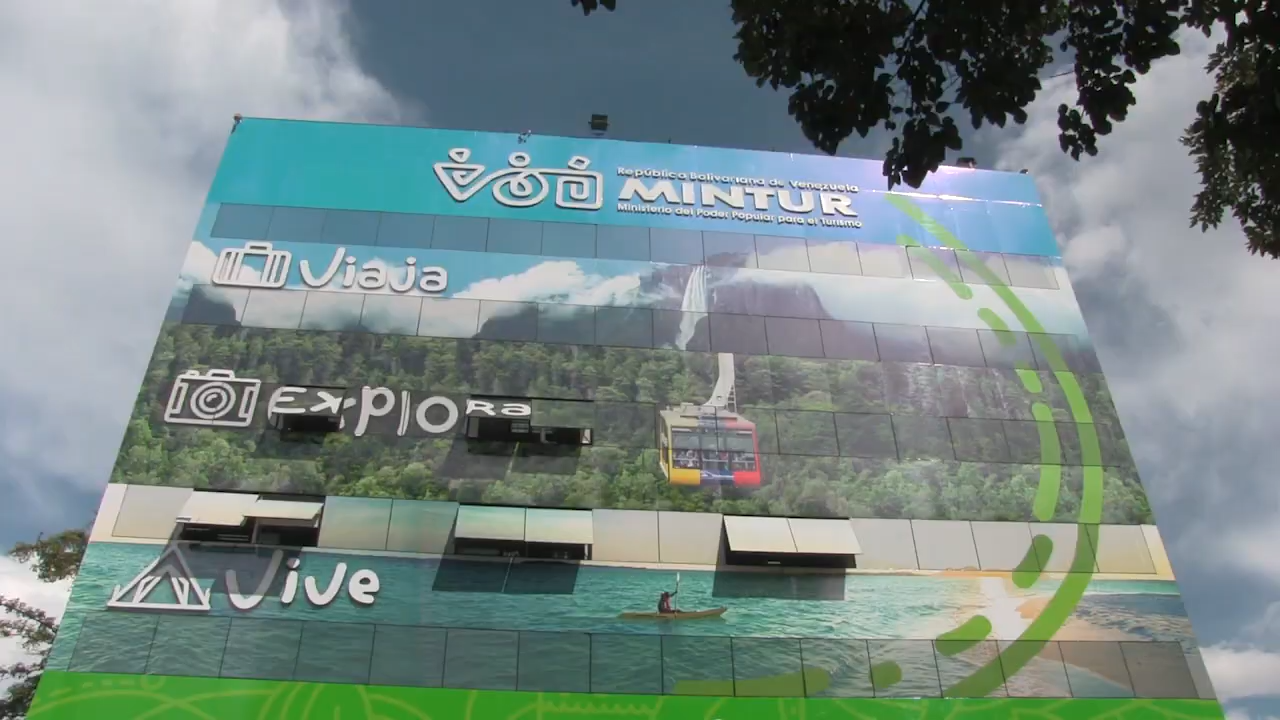 República Bolivariana de Venezuela
MINTUR
Ministerio del Poder Popular para el Turismo
Viaja
Explora
Vive